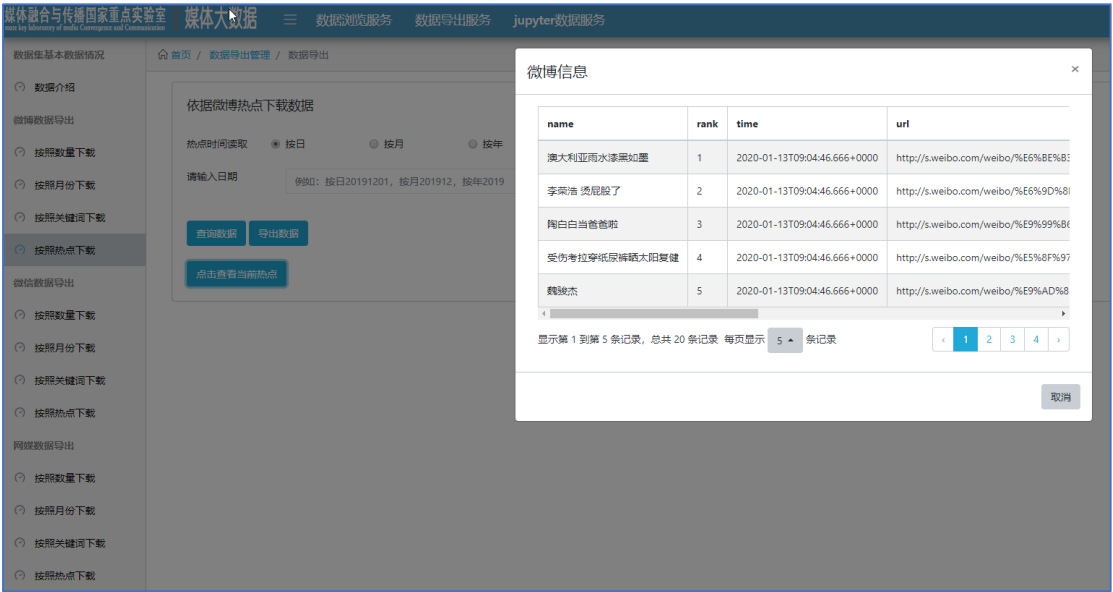 媒体融合与传播国家重点实验室
state key laboratory of media Convergence and Communication
媒体大数据
数据浏览服务
数据导出服务
jupyter数据服务
数据集基本数据情况
数据介绍
微博数据导出
按照数量下载
按照月份下载
按照关键词下载
按照热点下载
微信数据导出
按照数量下载
按照月份下载
按照关键词下载
按照热点下载
网媒数据导出
按照数量下载
按照月份下载
按照关键词下载
按照热点下载
首页 / 数据导出管理 / 数据导出
依据微博热点下载数据
热点时间读取 按日 按月 按年
请输入日期 例如：按日20191201，按月201912，按年2019
查询数据 导出数据
点击查看当前热点
微博信息 ×
name rank time url
澳大利亚雨水漆黑如墨 1 2020-01-13T09:04:46.666+0000 http://s.weibo.com/weibo/%E6%BE%B3
李荣浩 烫屁股了 2 2020-01-13T09:04:46.666+0000 http://s.weibo.com/weibo/%E6%9D%8
陶白白当爸爸啦 3 2020-01-13T09:04:46.666+0000 http://s.weibo.com/weibo/%E9%99%B6
受伤考拉穿纸尿裤晒太阳复健 4 2020-01-13T09:04:46.666+0000 http://s.weibo.com/weibo/%E5%8F%97
魏骏杰 5 2020-01-13T09:04:46.666+0000 http://s.weibo.com/weibo/%E9%AD%8
显示第 1 到第 5 条记录，总共 20 条记录 每页显示 5 条记录
‹ 1 2 3 4 ›
取消